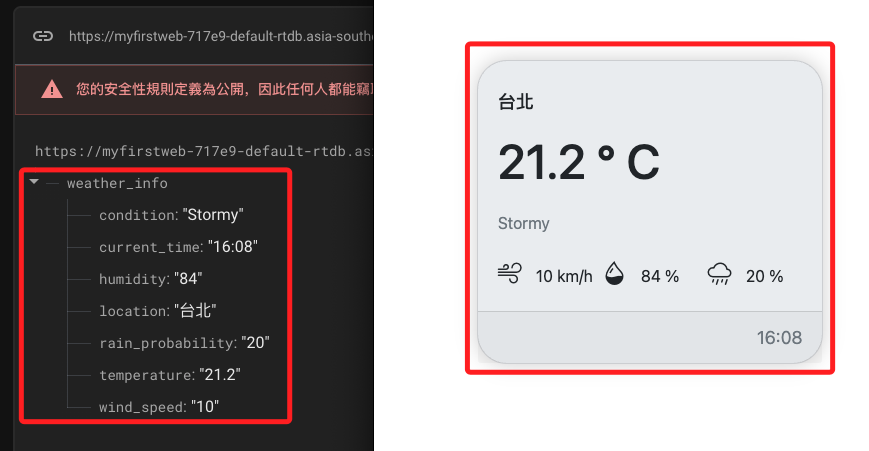 https://myfirstweb-717e9-default-rtdb.asia-southe
您的安全性規則定義為公開，因此任何人都能竊取
https://myfirstweb-717e9-default-rtdb.asi
weather_info
condition: "Stormy"
current_time: "16:08"
humidity: "84"
location: "台北"
rain_probability: "20"
temperature: "21.2"
wind_speed: "10"
台北
21.2 ° C
Stormy
10 km/h 84 % 20 %
16:08